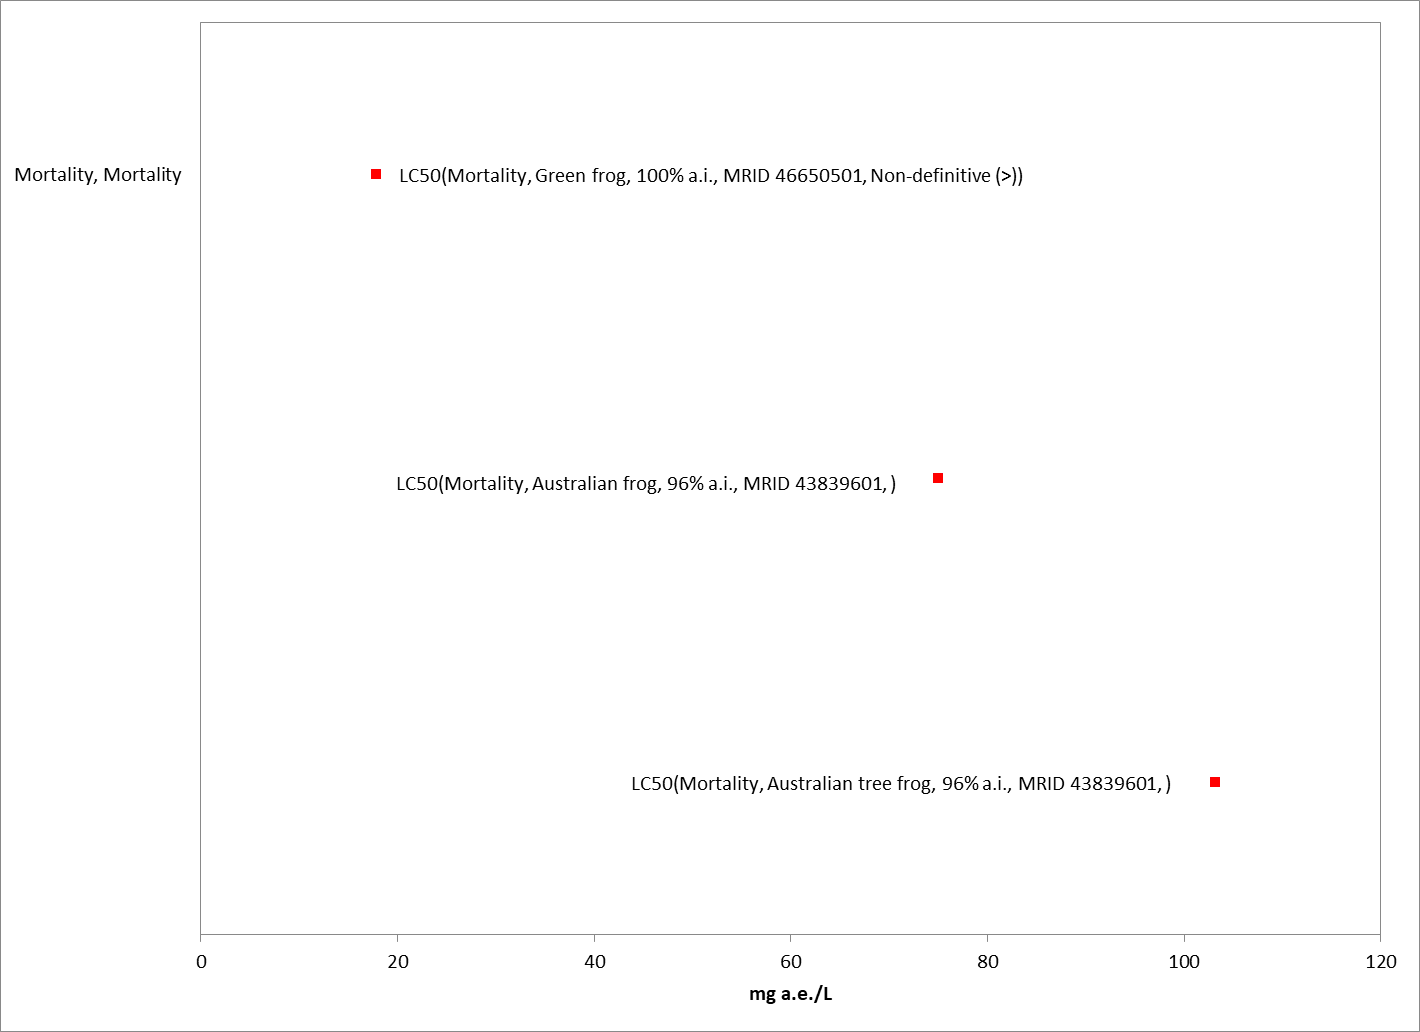 Mortality, Mortality
LC50(Mortality, Green frog, 100% a.i., MRID 46650501, Non-definitive (>))
LC50(Mortality, Australian frog, 96% a.i., MRID 43839601, )
LC50(Mortality, Australian tree frog, 96% a.i., MRID 43839601, )
0 20 40 60 80 100 120
mg a.e./L